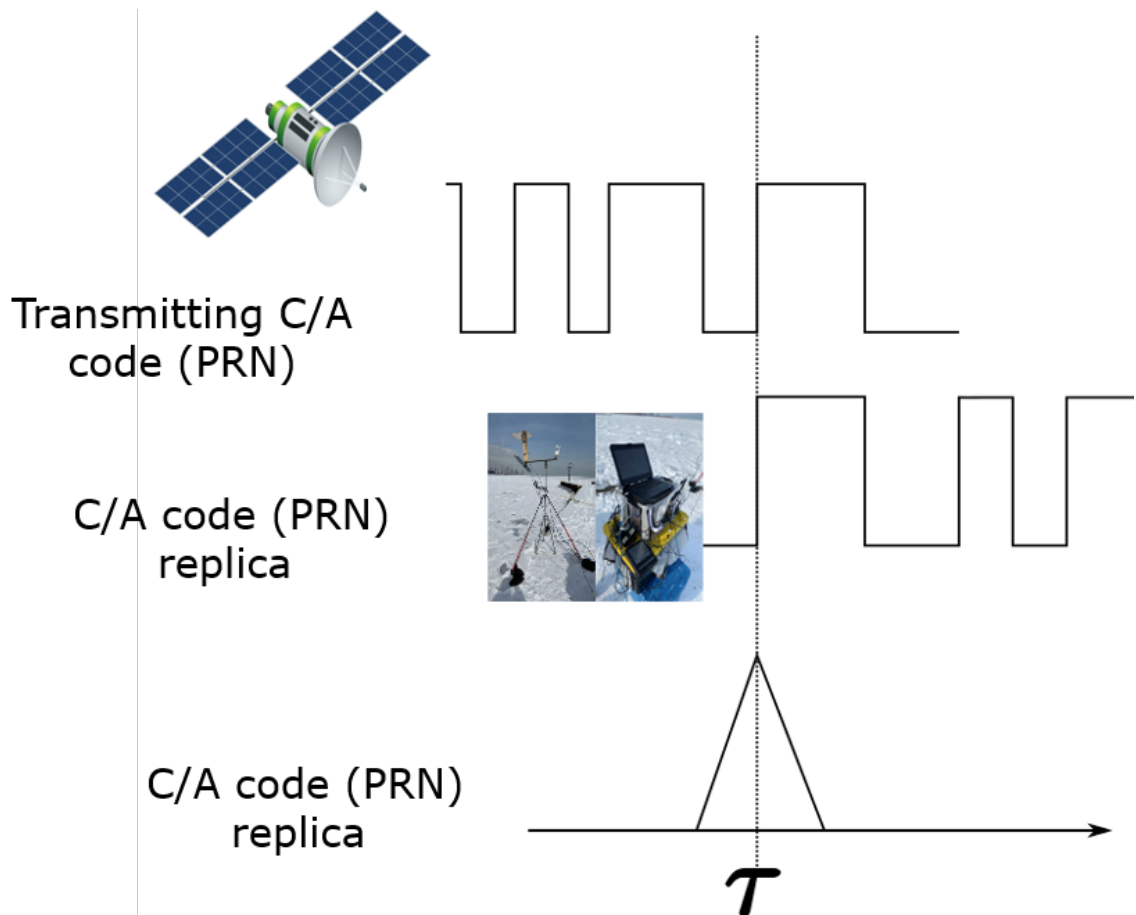 Transmitting C/A
code (PRN)
C/A code (PRN)
replica
C/A code (PRN)
replica
τ